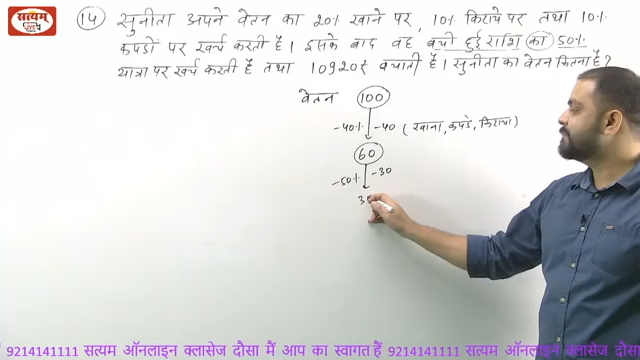 सत्यम
14 सुनीता अपने वेतन का 20% खाने पर, 10% किराये पर तथा 10%
कपडों पर खर्च करती है। इसके बाद वह बची हुई राशि का 50%
यात्रा पर खर्च करती है तथा 10920₹ बचाती है। सुनीता का वेतन कितना है?
वेतन 100
-40% -40 (खाना, कपडे, किराया)
60
-50% -30
30
9214141111 सत्यम ऑनलाइन क्लासेज दौसा मैं आप का स्वागत हैं 9214141111 सत्यम ऑनलाइन क्लासेज दौसा